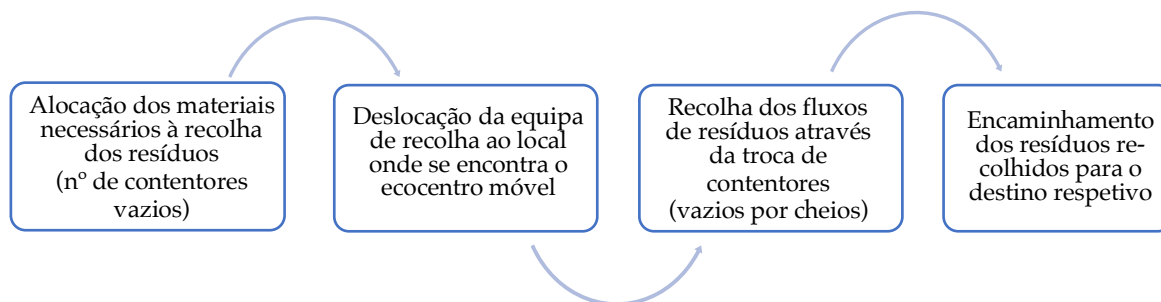 Alocação dos materiais
necessários à recolha
dos resíduos
(nº de contentores
vazios)
Deslocação da equipa
de recolha ao local
onde se encontra o
ecocentro móvel
Recolha dos fluxos
de resíduos através
da troca de
contentores
(vazios por cheios)
Encaminhamento
dos resíduos re-
colhidos para o
destino respetivo